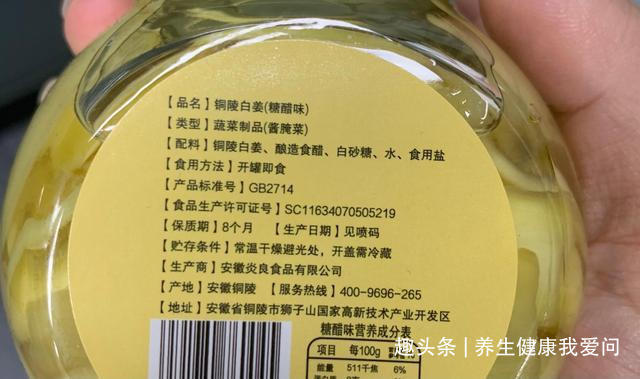 【品名】铜陵白姜(糖醋味)
【类型】蔬菜制品(酱腌菜)
【配料】铜陵白姜、酿造食醋、白砂糖、水、食用盐
【食用方法】开罐即食
【产品标准号】GB2714
【食品生产许可证号】SC11634070505219
【保质期】8个月 【生产日期】见喷码
【贮存条件】常温干燥避光处，开盖需冷藏
【生产商】安徽炎良食品有限公司
【产地】安徽铜陵 【服务热线】400-9696-265
【地址】安徽省铜陵市狮子山国家高新技术产业开发区
糖醋味营养成分表
项目 每100g
能量 511千焦 6%
趣头条 | 养生健康我爱问